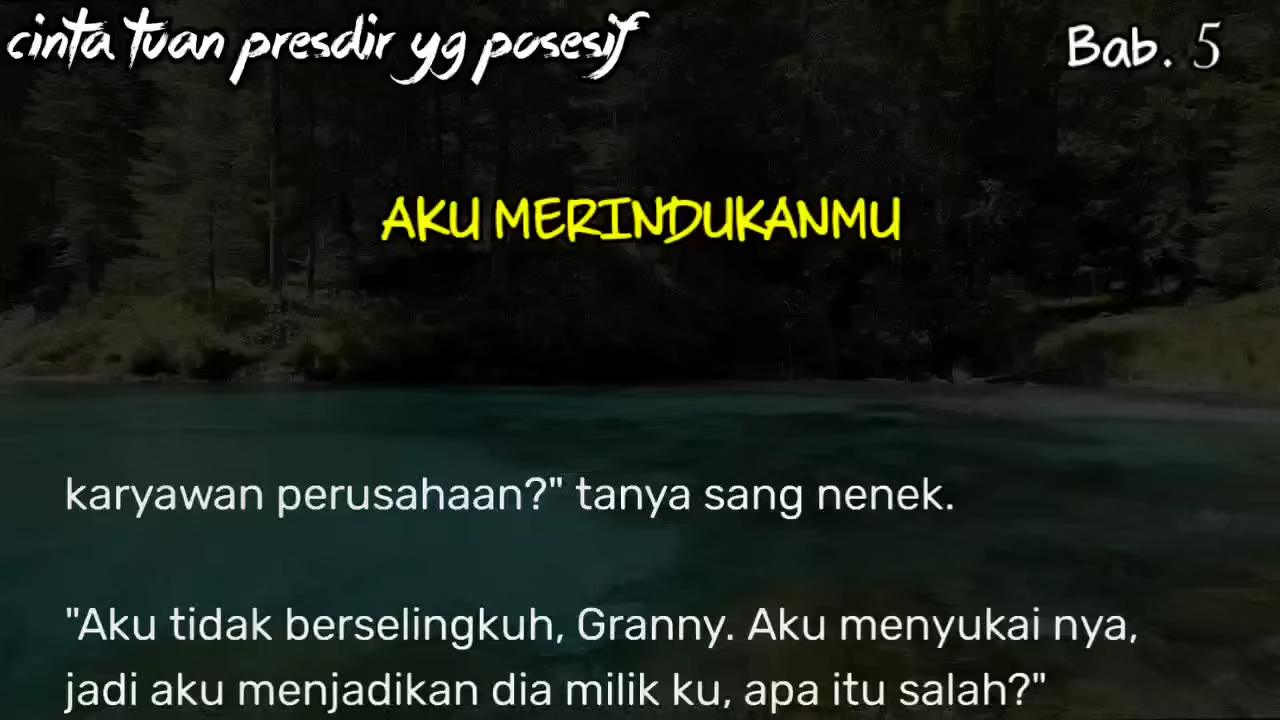 cinta tuan presdir yg posesif
Bab. 5
AKU MERINDUKANMU
karyawan perusahaan?" tanya sang nenek.
"Aku tidak berselingkuh, Granny. Aku menyukai nya,
jadi aku menjadikan dia milik ku, apa itu salah?"